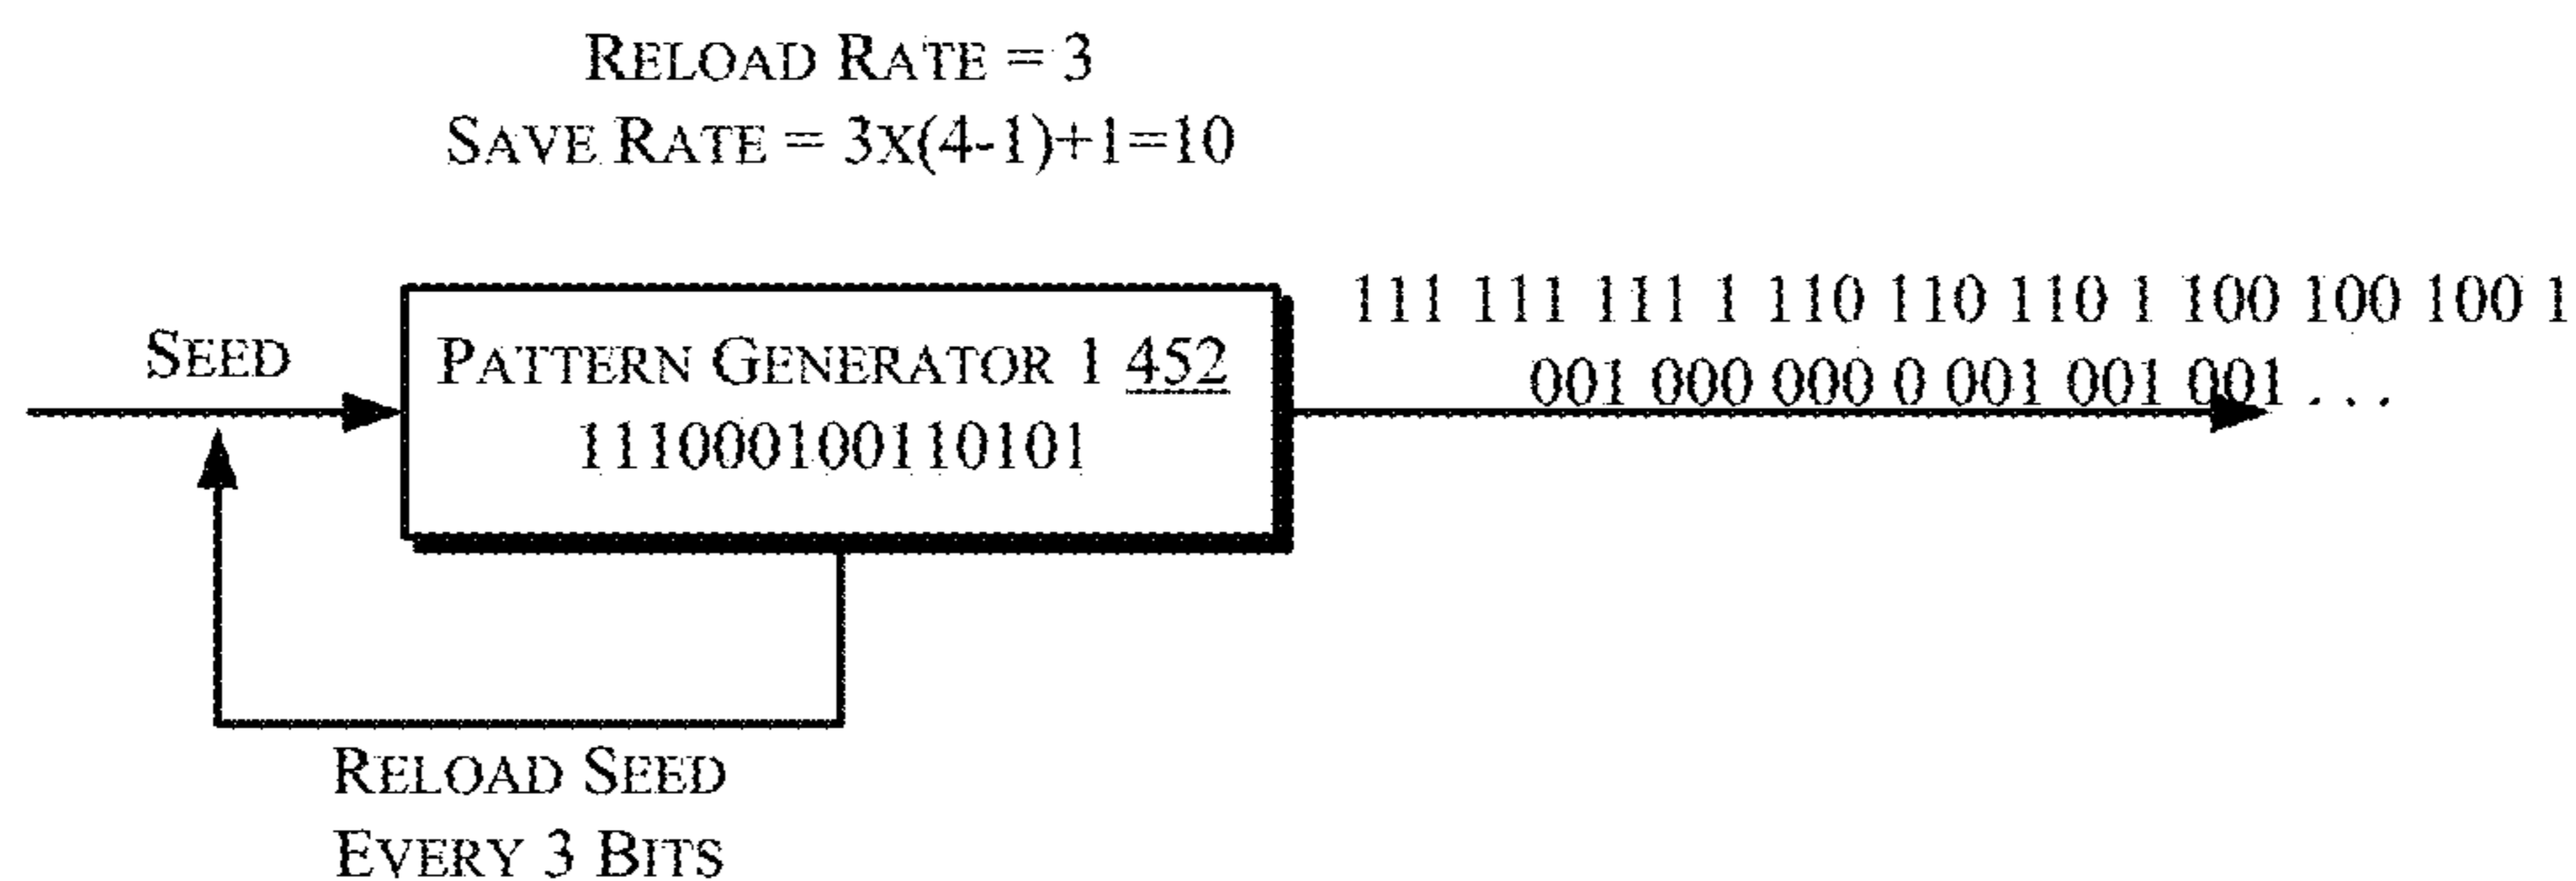 RELOAD RATE = 3
SAVE RATE = 3X(4-1)+1=10
111 111 111 1 110 110 110 1 100 100 100 1
001 000 000 0 001 001 001 . . .
SEED
PATTERN GENERATOR 1 452
111000100110101
RELOAD SEED
EVERY 3 BITS